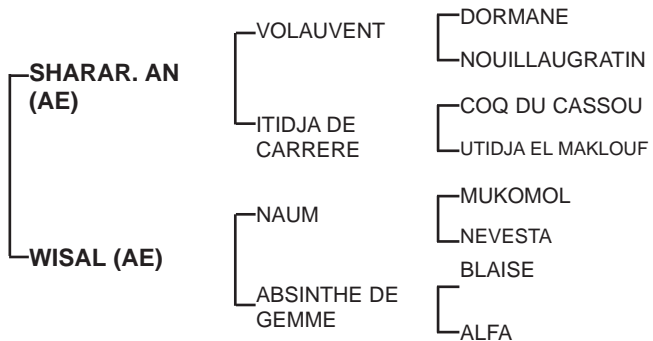 SHARAR. AN
(AE)
WISAL (AE)
VOLAUVENT
ITIDJA DE
CARRERE
NAUM
ABSINTHE DE
GEMME
DORMANE
NOUILLAUGRATIN
COQ DU CASSOU
UTIDJA EL MAKLOUF
MUKOMOL
NEVESTA
BLAISE
ALFA